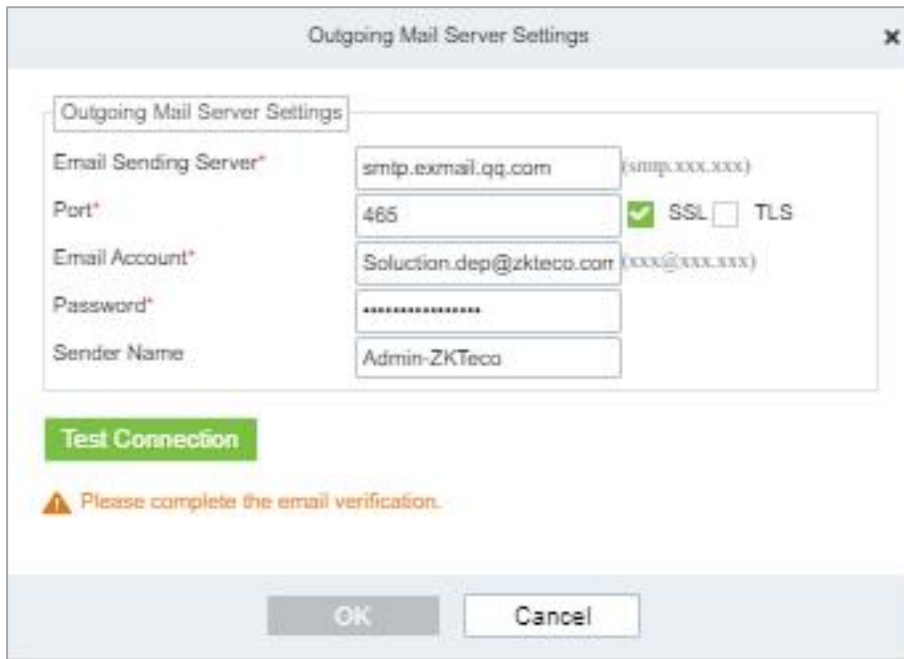 Outgoing Mail Server Settings
Outgoing Mail Server Settings
Email Sending Server* smtp.exmail.qq.com (smtp.xxx.xxx)
Port* 465 SSL TLS
Email Account* Soluction.dep@zkteco.com (xxx@xxx.xxx)
Password* ••••••••••••••••
Sender Name Admin-ZKTeco
Test Connection
Please complete the email verification.
OK Cancel